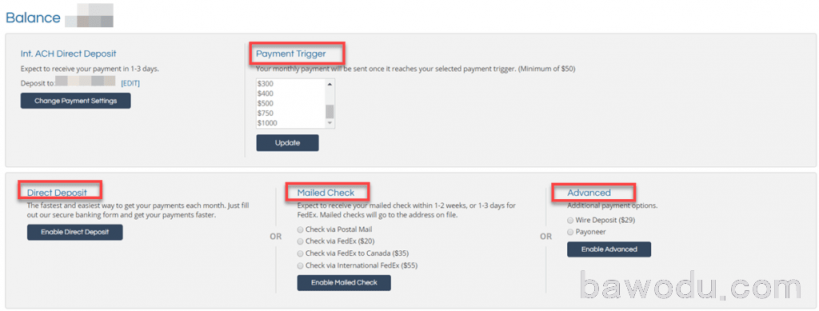 Balance
Int. ACH Direct Deposit
Expect to receive your payment in 1-3 days.
Deposit to: [EDIT]
Change Payment Settings
Payment Trigger
Your monthly payment will be sent once it reaches your selected payment trigger. (Minimum of $50)
$300
$400
$500
$750
$1000
Update
Direct Deposit
The fastest and easiest way to get your payments each month. Just fill
out our secure banking form and get your payments faster.
Enable Direct Deposit
OR
Mailed Check
Expect to receive your mailed check within 1-2 weeks, or 1-3 days for
FedEx. Mailed checks will go to the address on file.
Check via Postal Mail
Check via FedEx ($20)
Check via FedEx to Canada ($35)
Check via International FedEx ($55)
Enable Mailed Check
OR
Advanced
Additional payment options.
Wire Deposit ($29)
Payoneer
Enable Advanced
bawodu.com